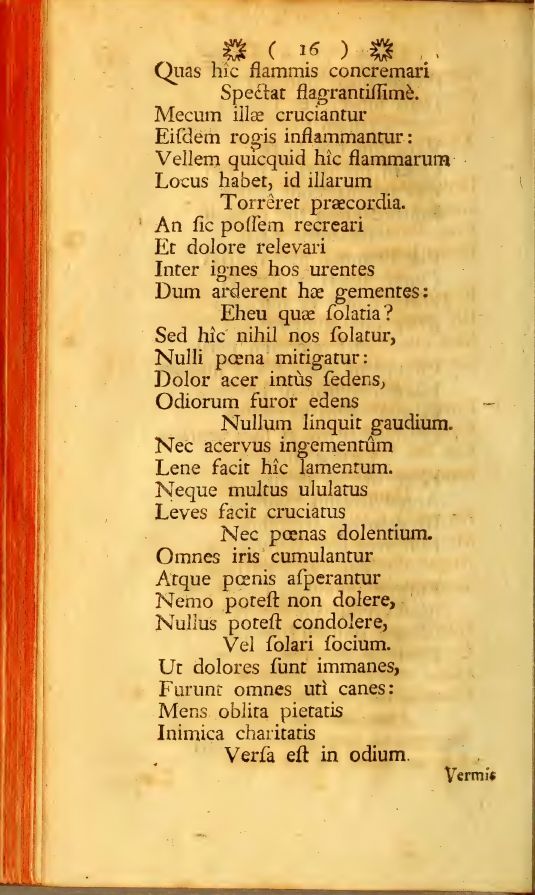 ( 16 )
Quas hîc flammis concremari
Spectat flagrantiſſimè.
Mecum illæ cruciantur
Eiſdem rogis inflammantur:
Vellem quicquid hîc flammarum
Locus habet, id illarum
Torrêret præcordia.
An ſic poſſem recreari
Et dolore relevari
Inter ignes hos urentes
Dum arderent hæ gementes:
Eheu quæ ſolatia?
Sed hîc nihil nos ſolatur,
Nulli pœna mitigatur:
Dolor acer intùs ſedens,
Odiorum furor edens
Nullum linquit gaudium.
Nec acervus ingementûm
Lene facit hîc lamentum.
Neque multus ululatus
Leves facit cruciatus
Nec pœnas dolentium.
Omnes iris cumulantur
Atque pœnis aſperantur
Nemo poteſt non dolere,
Nullus poteſt condolere,
Vel ſolari ſocium.
Ut dolores ſunt immanes,
Furunt omnes utì canes:
Mens oblita pietatis
Inimica charitatis
Verſa eſt in odium.
Vermis